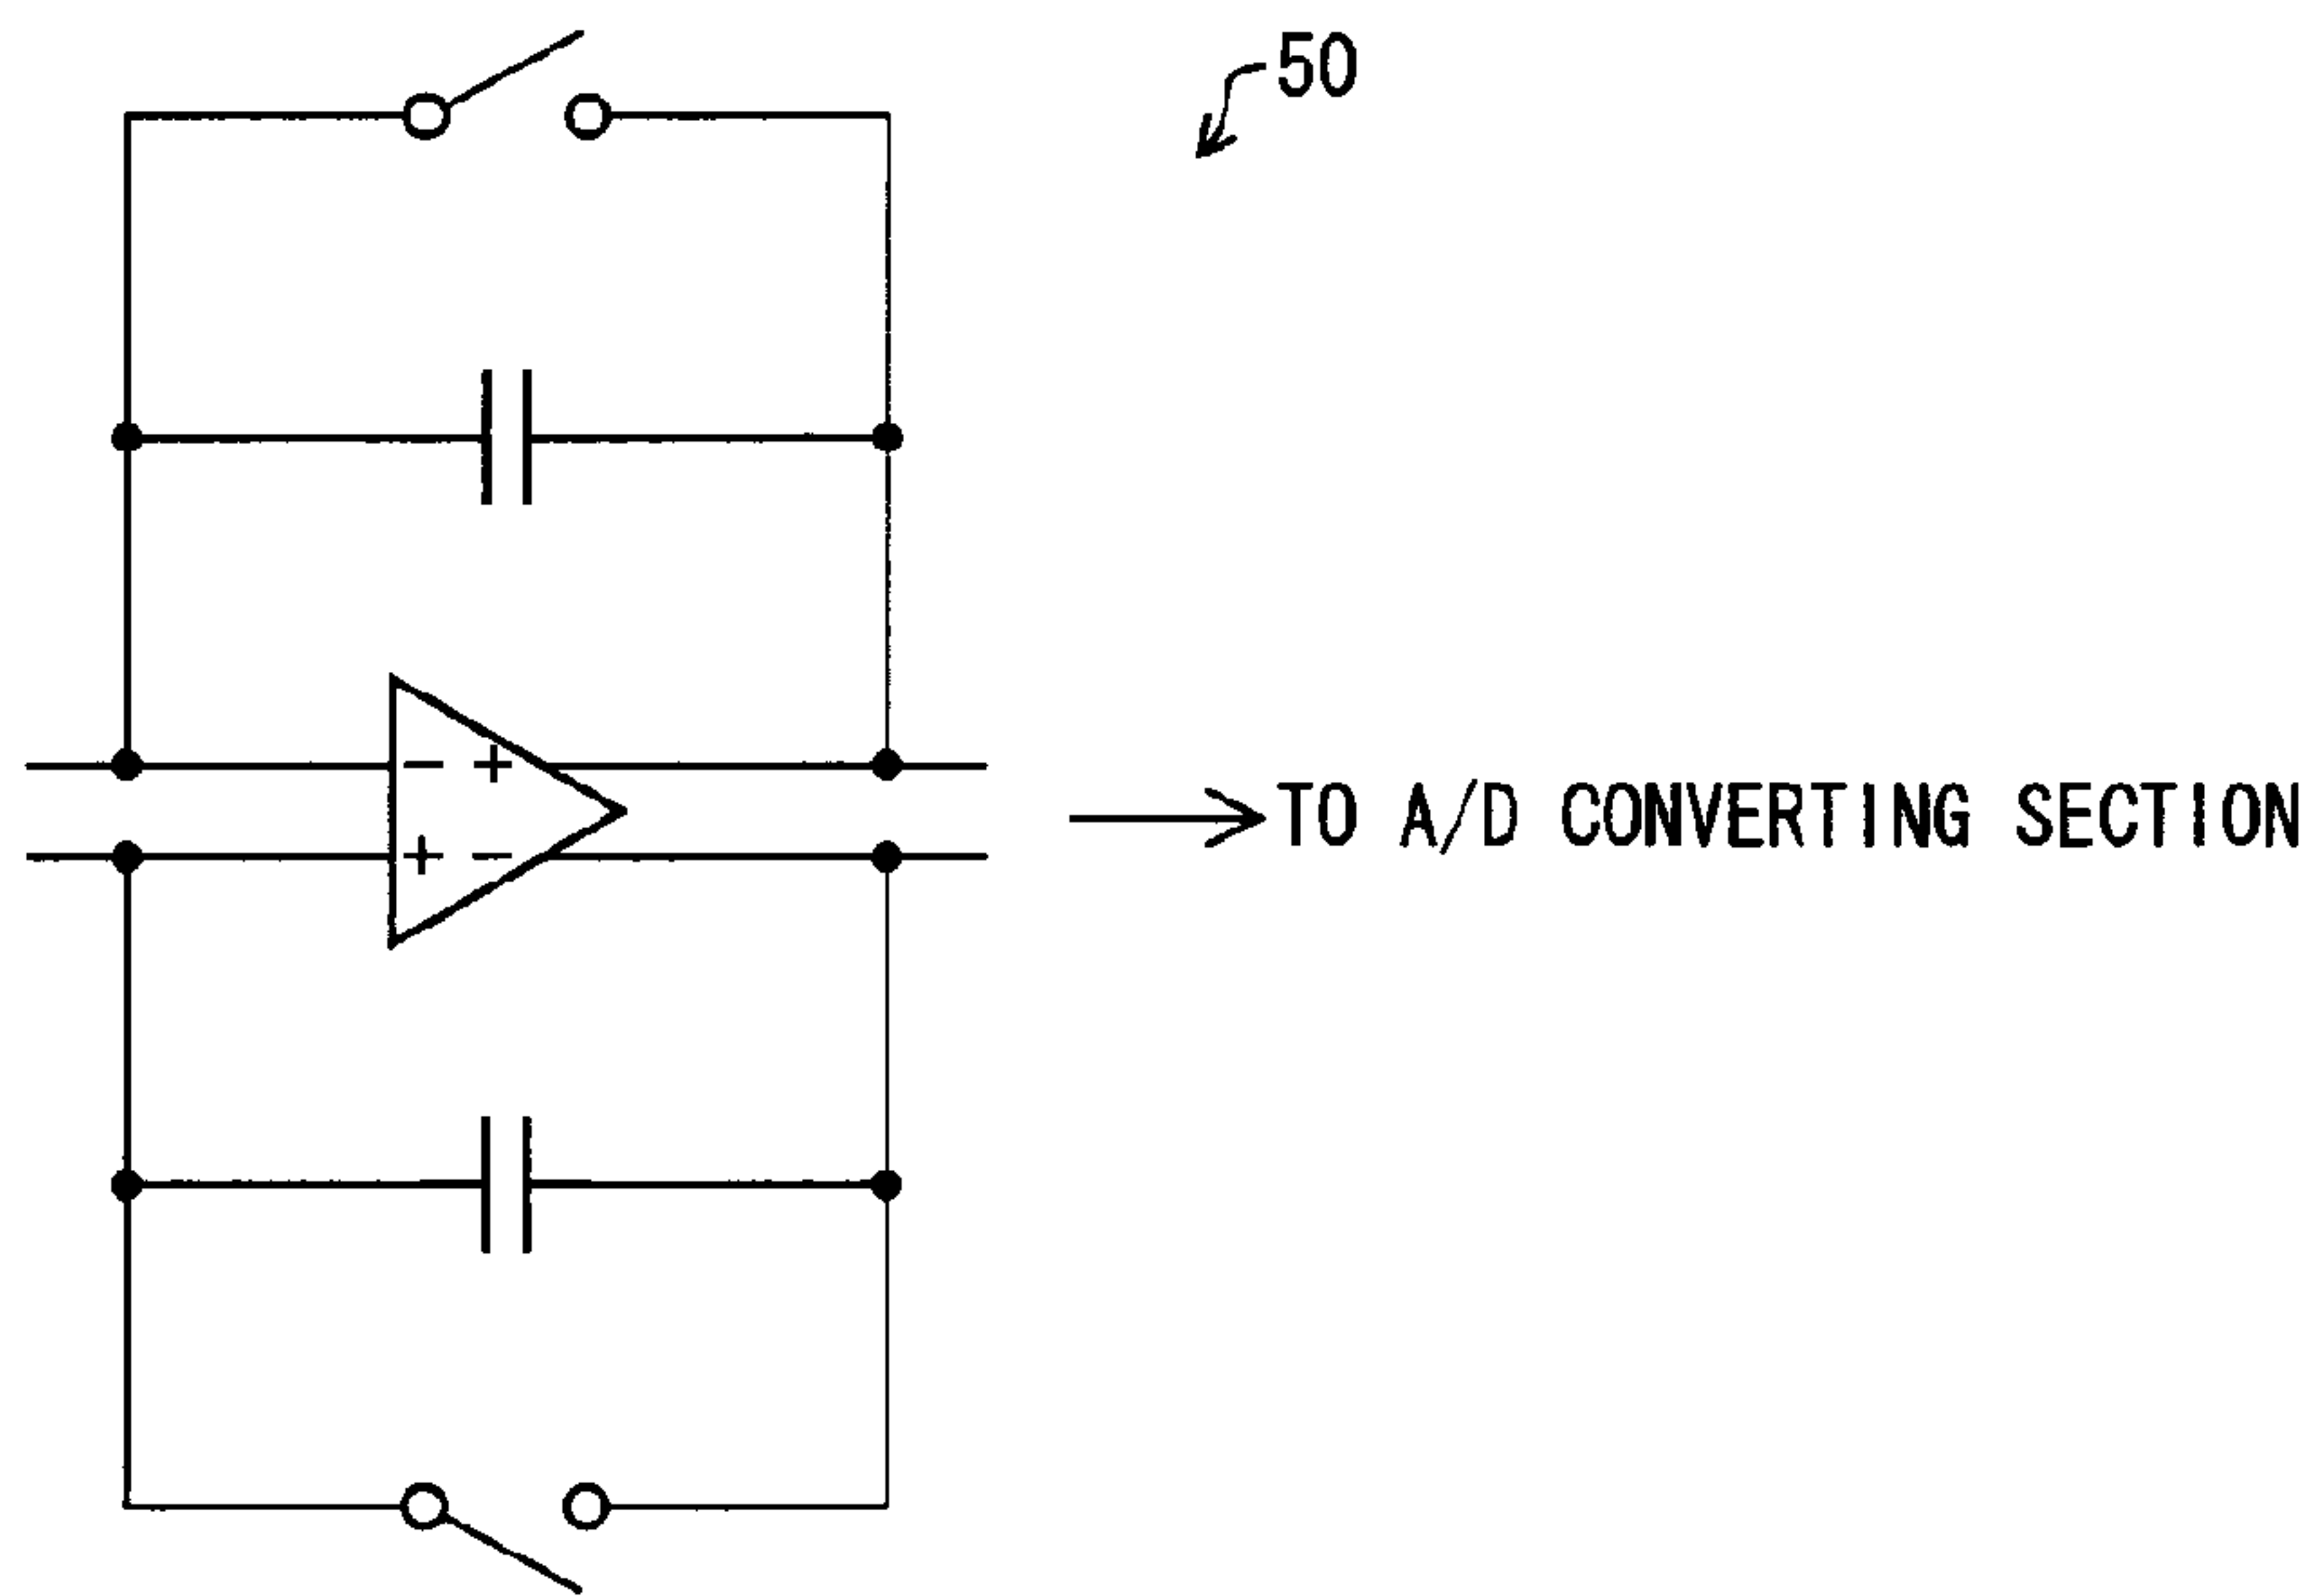 50
- +
TO A/D CONVERTING SECTION
+ -